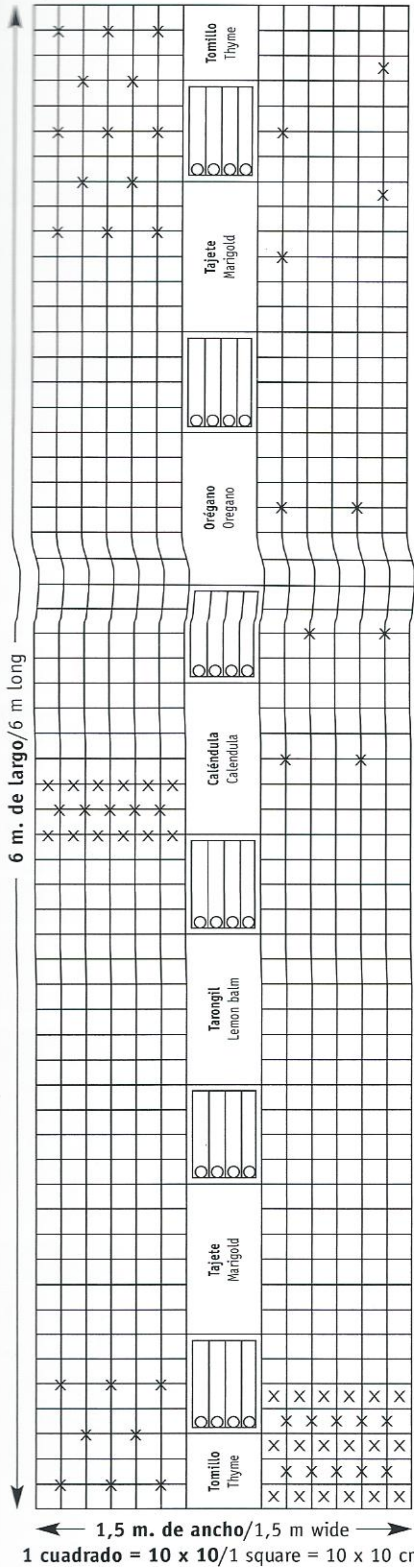 6 m. de largo/6 m long
Tomillo
Thyme
Tajete
Marigold
Orégano
Oregano
Caléndula
Calendula
Tarongil
Lemon balm
Tajete
Marigold
Tomillo
Thyme
1,5 m. de ancho/1,5 m wide
1 cuadrado = 10 x 10/1 square = 10 x 10 cm